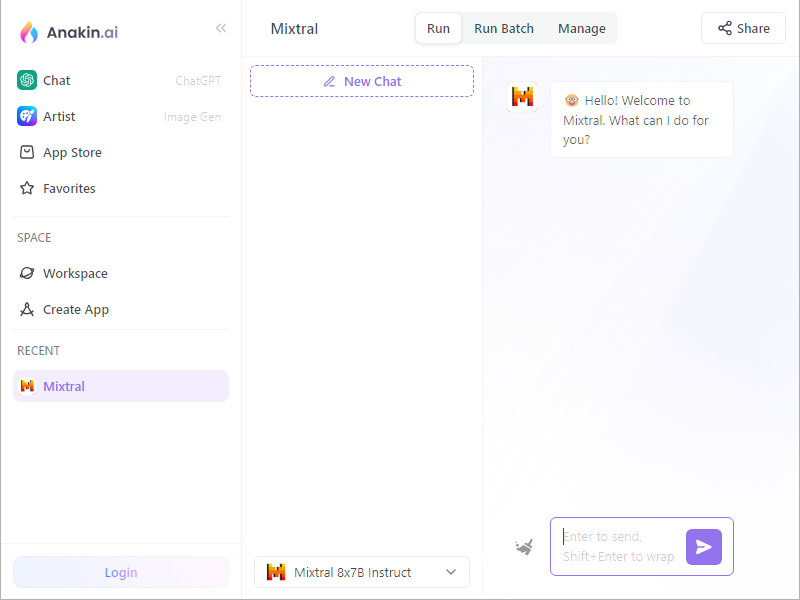 Anakin.ai
Chat
ChatGPT
Artist
Image Gen
App Store
Favorites
SPACE
Workspace
Create App
RECENT
Mixtral
Login
Mixtral
Run
Run Batch
Manage
Share
New Chat
Mixtral 8x7B Instruct
Hello! Welcome to
Mixtral. What can I do for
you?
Enter to send,
Shift+Enter to wrap